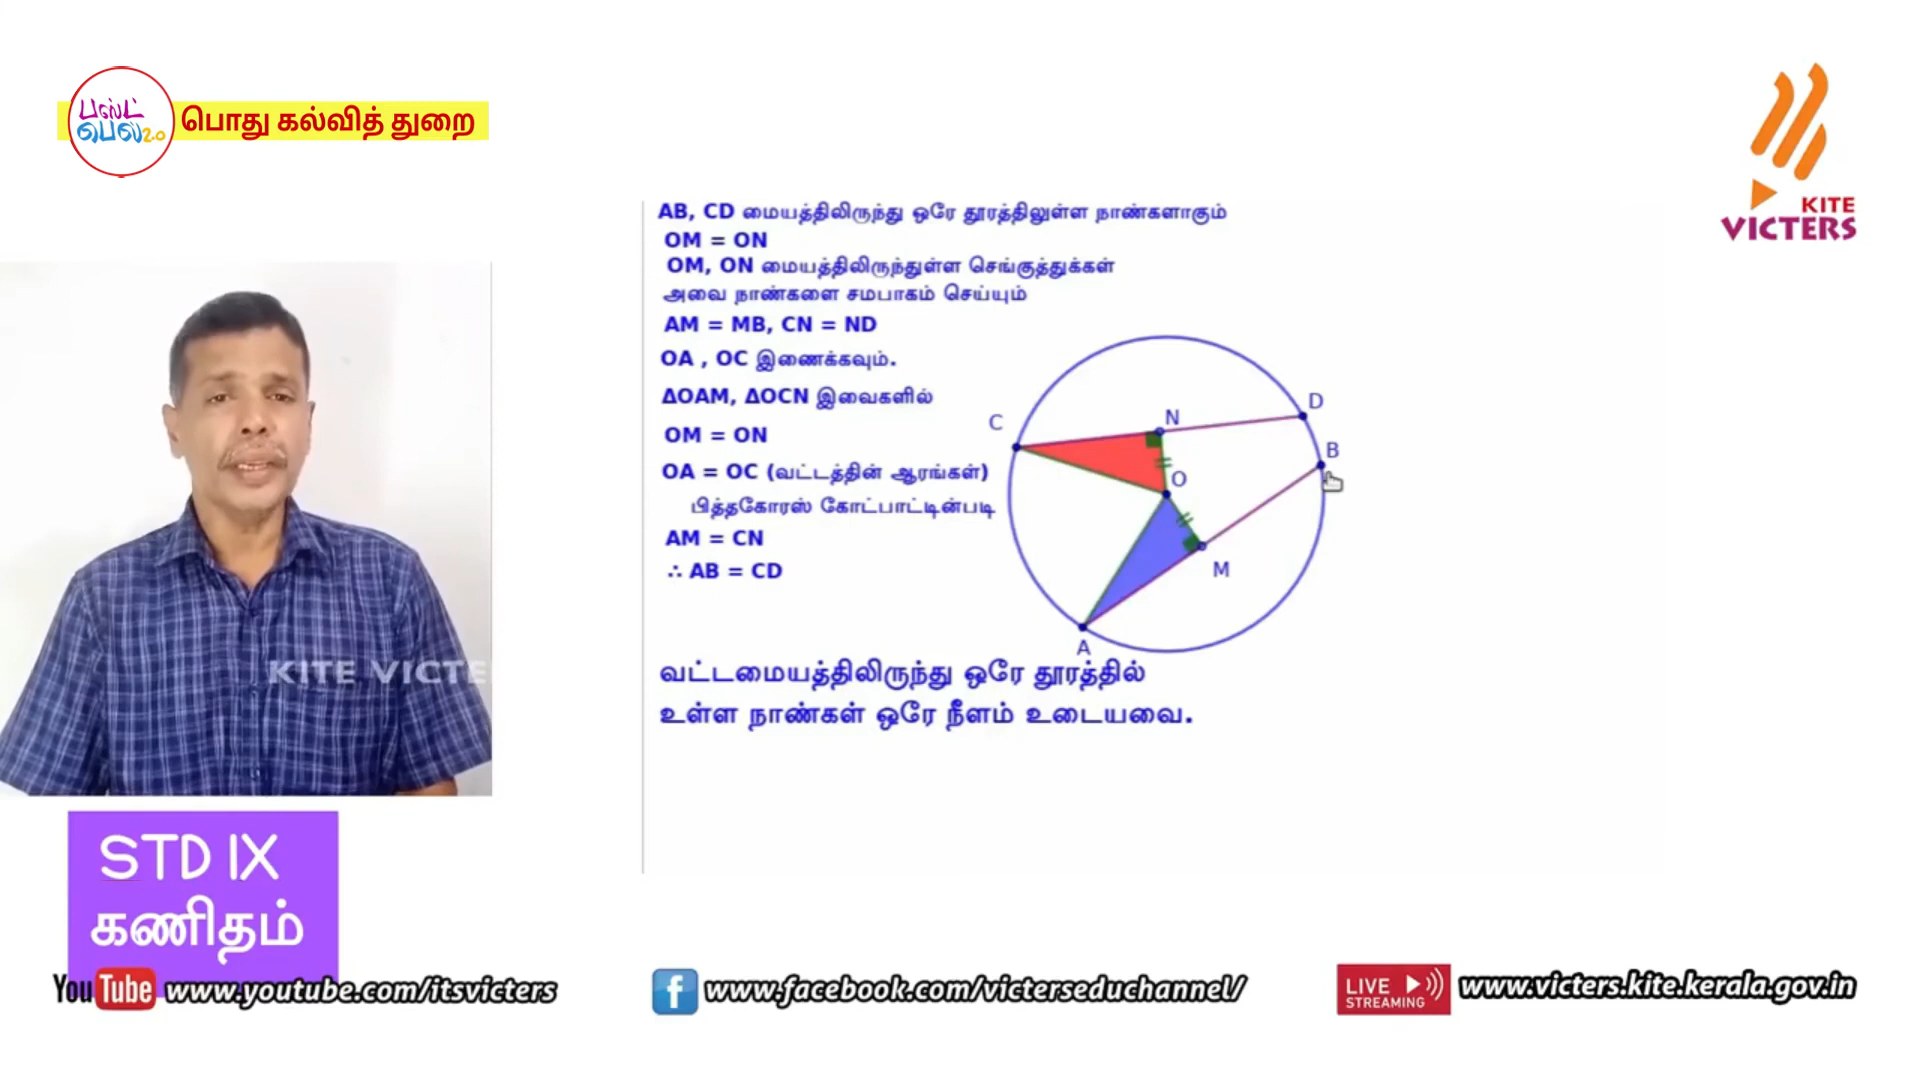 பஸ்ட்
பெல் 2.0
பொது கல்வித் துறை
KITE
VICTERS
AB, CD மையத்திலிருந்து ஒரே தூரத்திலுள்ள நாண்களாகும்
OM = ON
OM, ON மையத்திலிருந்துள்ள செங்குத்துக்கள்
அவை நாண்களை சமபாகம் செய்யும்
AM = MB, CN = ND
OA , OC இணைக்கவும்.
ΔOAM, ΔOCN இவைகளில்
OM = ON
OA = OC (வட்டத்தின் ஆரங்கள்)
பித்தகோரஸ் கோட்பாட்டின்படி
AM = CN
∴ AB = CD
D
N
C
B
O
M
A
வட்டமையத்திலிருந்து ஒரே தூரத்தில்
உள்ள நாண்கள் ஒரே நீளம் உடையவை.
KITE VICTE
STD IX
கணிதம்
YouTube www.youtube.com/itsvicters
f www.facebook.com/victerseduchannel/
LIVE
STREAMING
www.victers.kite.kerala.gov.in